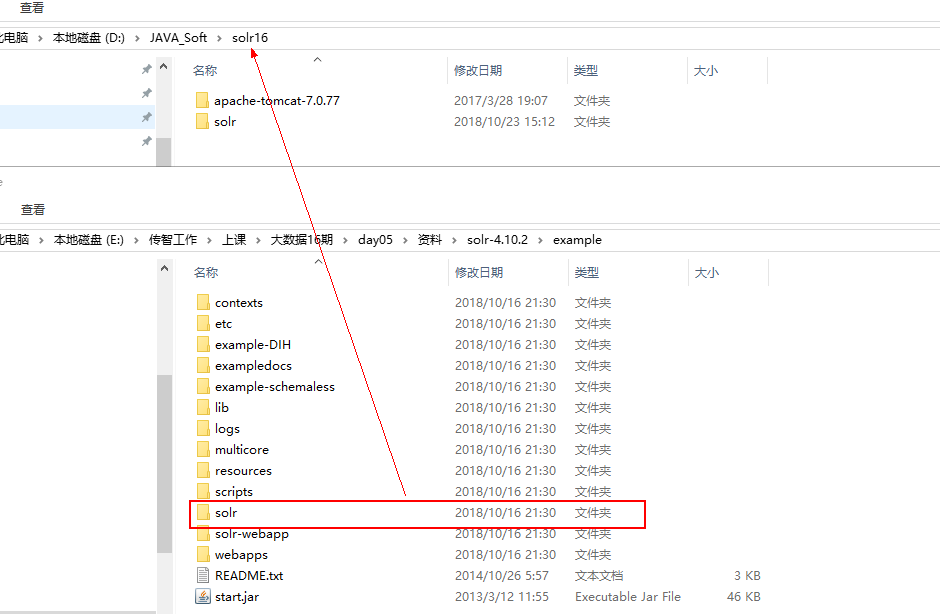 查看
比电脑 › 本地磁盘 (D:) › JAVA_Soft › solr16
名称 修改日期 类型 大小
apache-tomcat-7.0.77 2017/3/28 19:07 文件夹
solr 2018/10/23 15:12 文件夹
e
查看
比电脑 › 本地磁盘 (E:) › 传智工作 › 上课 › 大数据16期 › day05 › 资料 › solr-4.10.2 › example
名称 修改日期 类型 大小
contexts 2018/10/16 21:30 文件夹
etc 2018/10/16 21:30 文件夹
example-DIH 2018/10/16 21:30 文件夹
exampledocs 2018/10/16 21:30 文件夹
example-schemaless 2018/10/16 21:30 文件夹
lib 2018/10/16 21:30 文件夹
logs 2018/10/16 21:30 文件夹
multicore 2018/10/16 21:30 文件夹
resources 2018/10/16 21:30 文件夹
scripts 2018/10/16 21:30 文件夹
solr 2018/10/16 21:30 文件夹
solr-webapp 2018/10/16 21:30 文件夹
webapps 2018/10/16 21:30 文件夹
README.txt 2014/10/26 5:57 文本文档 3 KB
start.jar 2013/3/12 11:55 Executable Jar File 46 KB